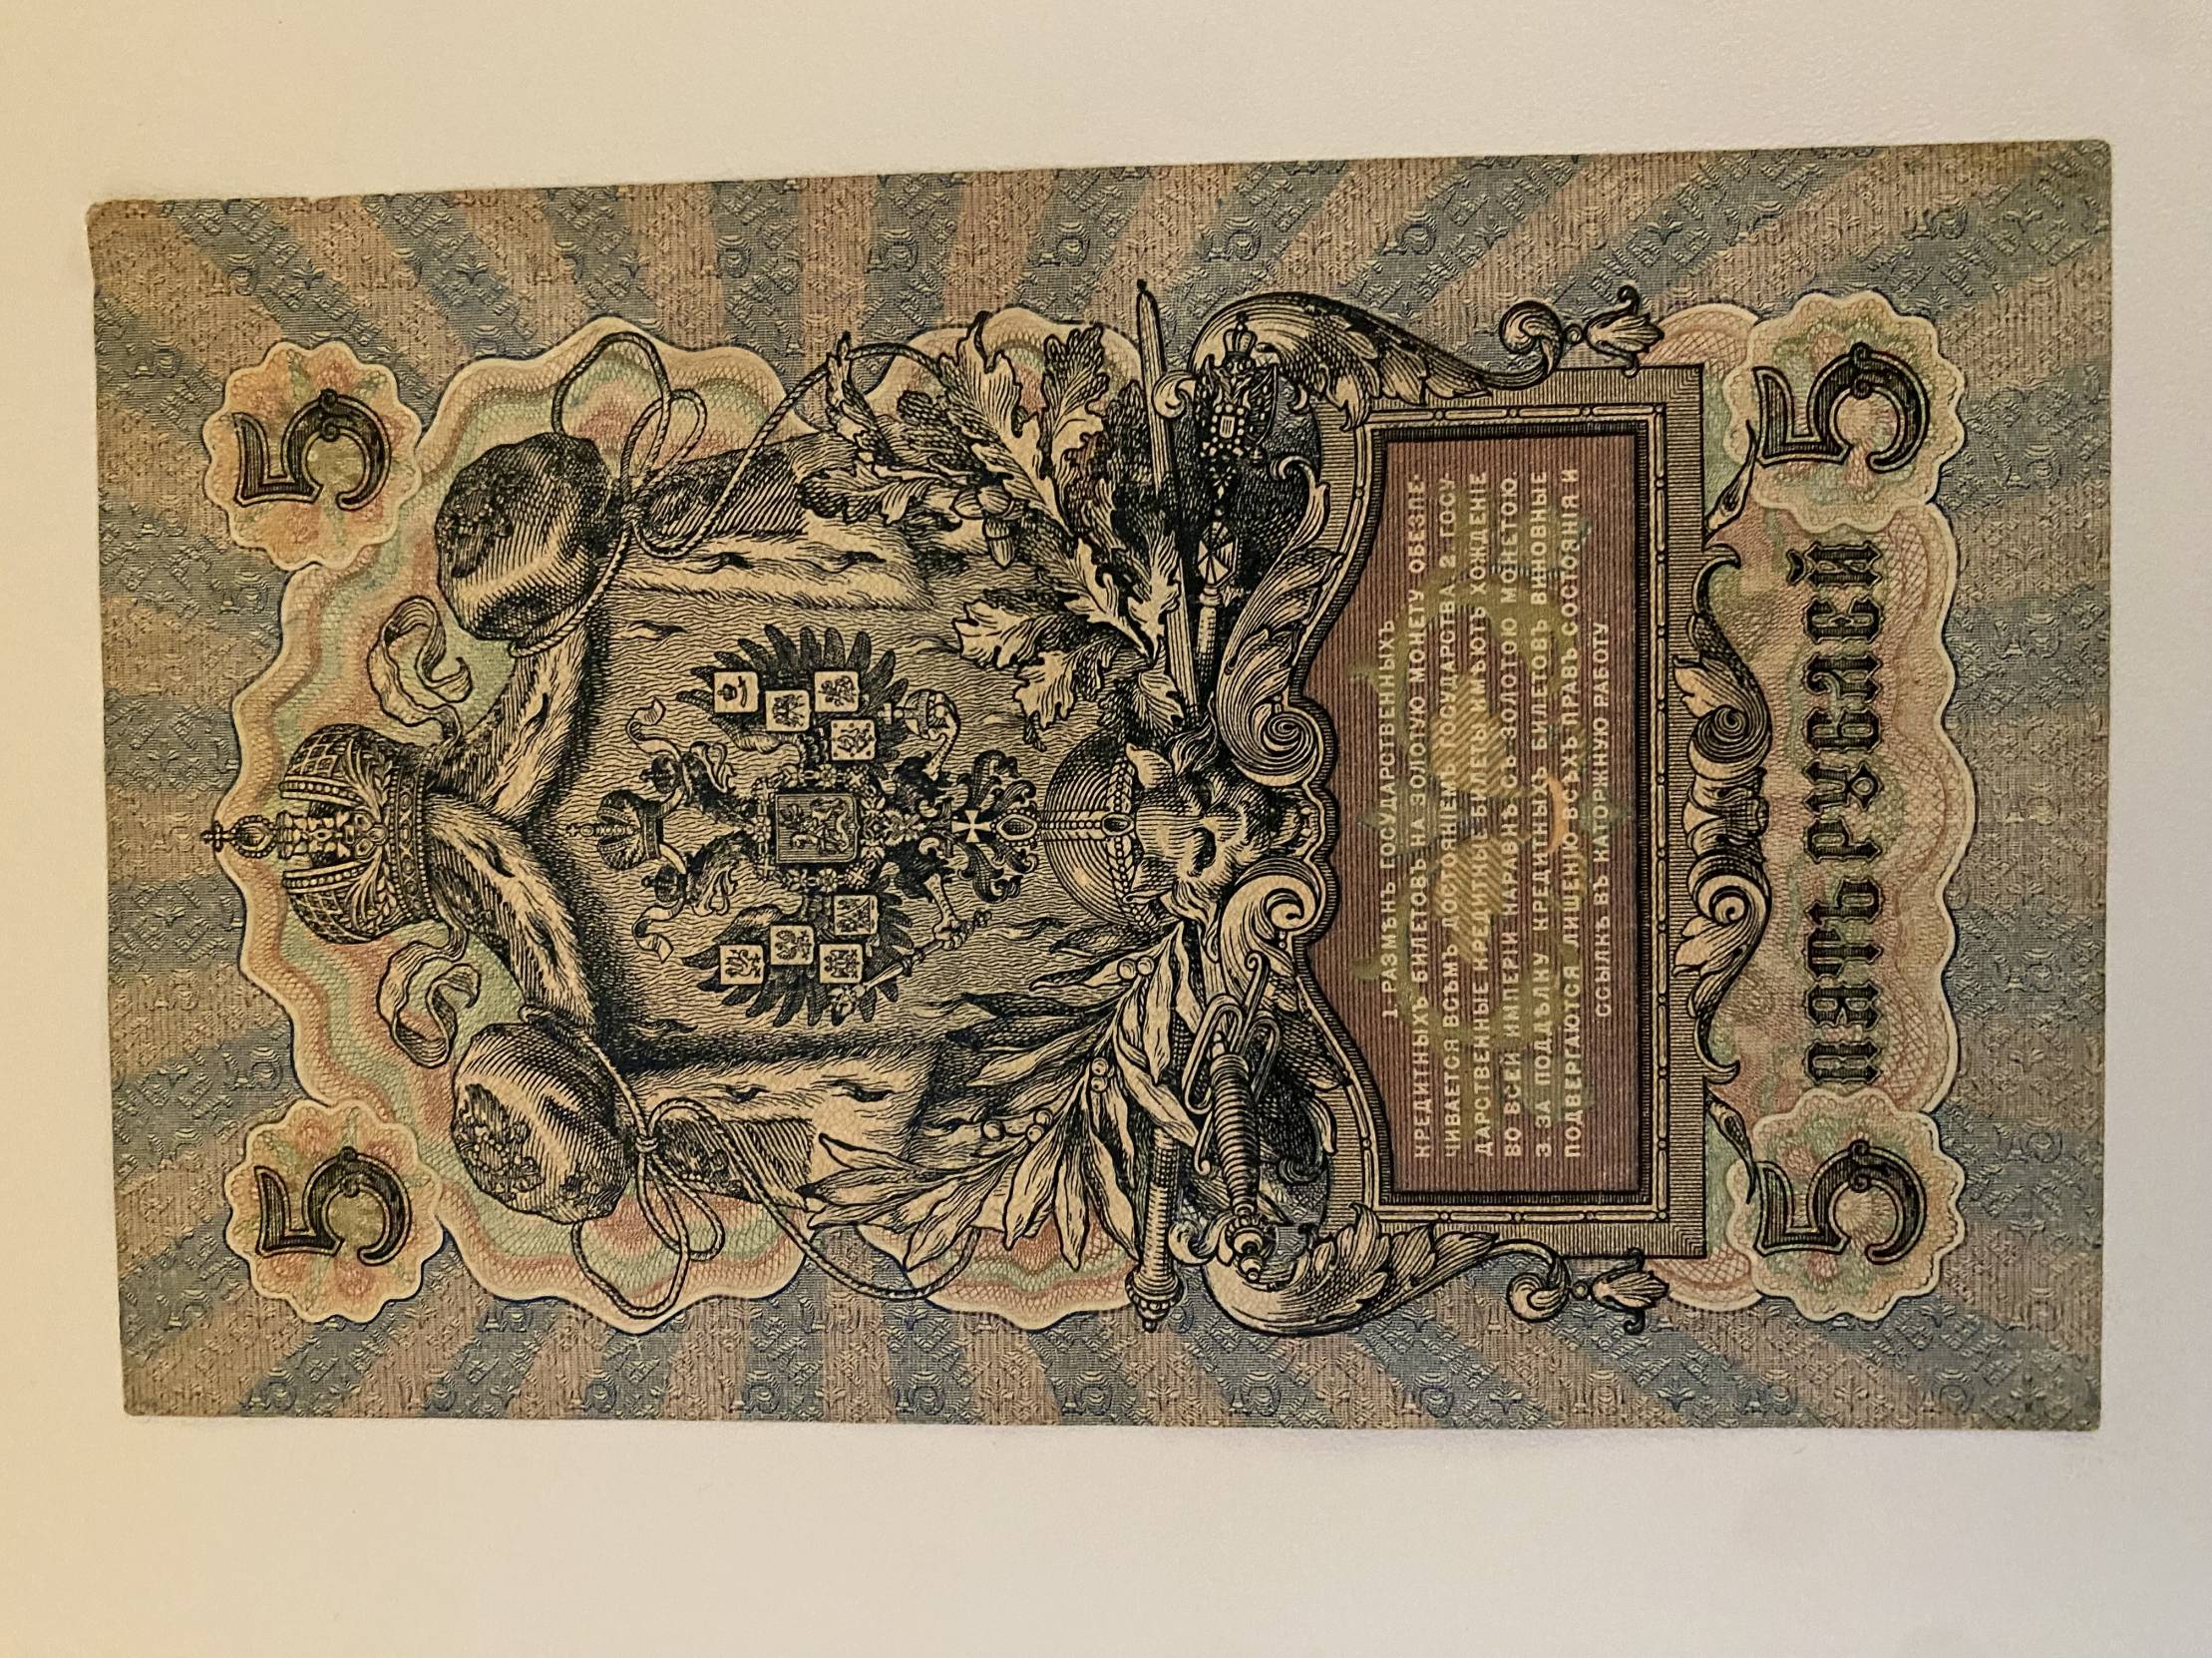 5 5
1. РАЗМѢНЪ ГОСУДАРСТВЕННЫХЪ
КРЕДИТНЫХЪ БИЛЕТОВЪ НА ЗОЛОТУЮ МОНЕТУ ОБЕЗПЕ-
ЧИВАЕТСЯ ВСѢМЪ ДОСТОЯНІЕМЪ ГОСУДАРСТВА. 2. ГОСУ-
ДАРСТВЕННЫЕ КРЕДИТНЫЕ БИЛЕТЫ ИМѢЮТЪ ХОЖДЕНІЕ
ВО ВСЕЙ ИМПЕРІИ НАРАВНѢ СЪ ЗОЛОТОЮ МОНЕТОЮ.
3. ЗА ПОДДѢЛКУ КРЕДИТНЫХЪ БИЛЕТОВЪ ВИНОВНЫЕ
ПОДВЕРГАЮТСЯ ЛИШЕНІЮ ВСѢХЪ ПРАВЪ СОСТОЯНІЯ И
ССЫЛКѢ ВЪ КАТОРЖНУЮ РАБОТУ
5 ПЯТЬ РУБЛЕЙ 5